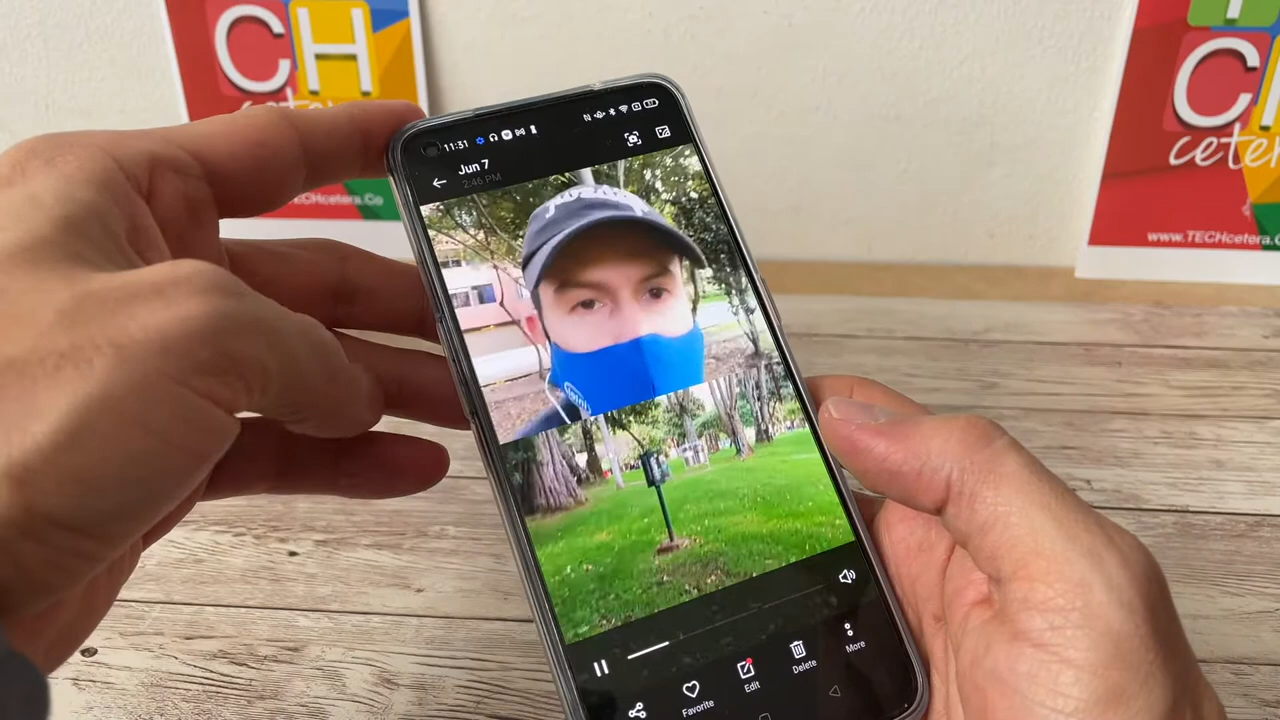 CH
cetera
TECHcetera.Co
C
cetera
www.TECHcetera.Co
11:31
Jun 7
2:46 PM
Favorite
Edit
Delete
More